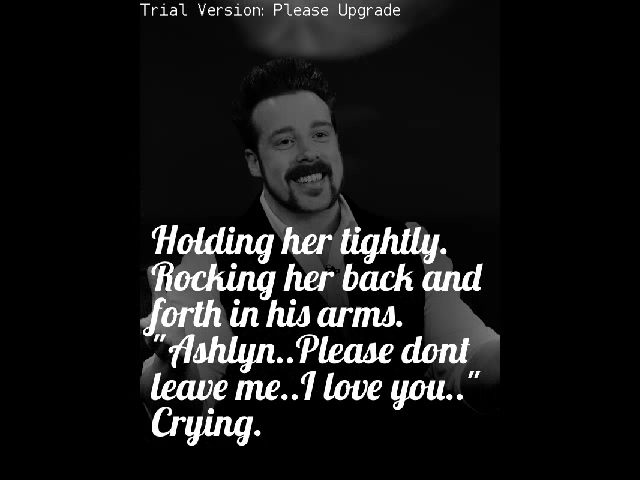 Trial Version: Please Upgrade
Holding her tightly.
Rocking her back and
forth in his arms.
"Ashlyn..Please dont
leave me..I love you.."
Crying.